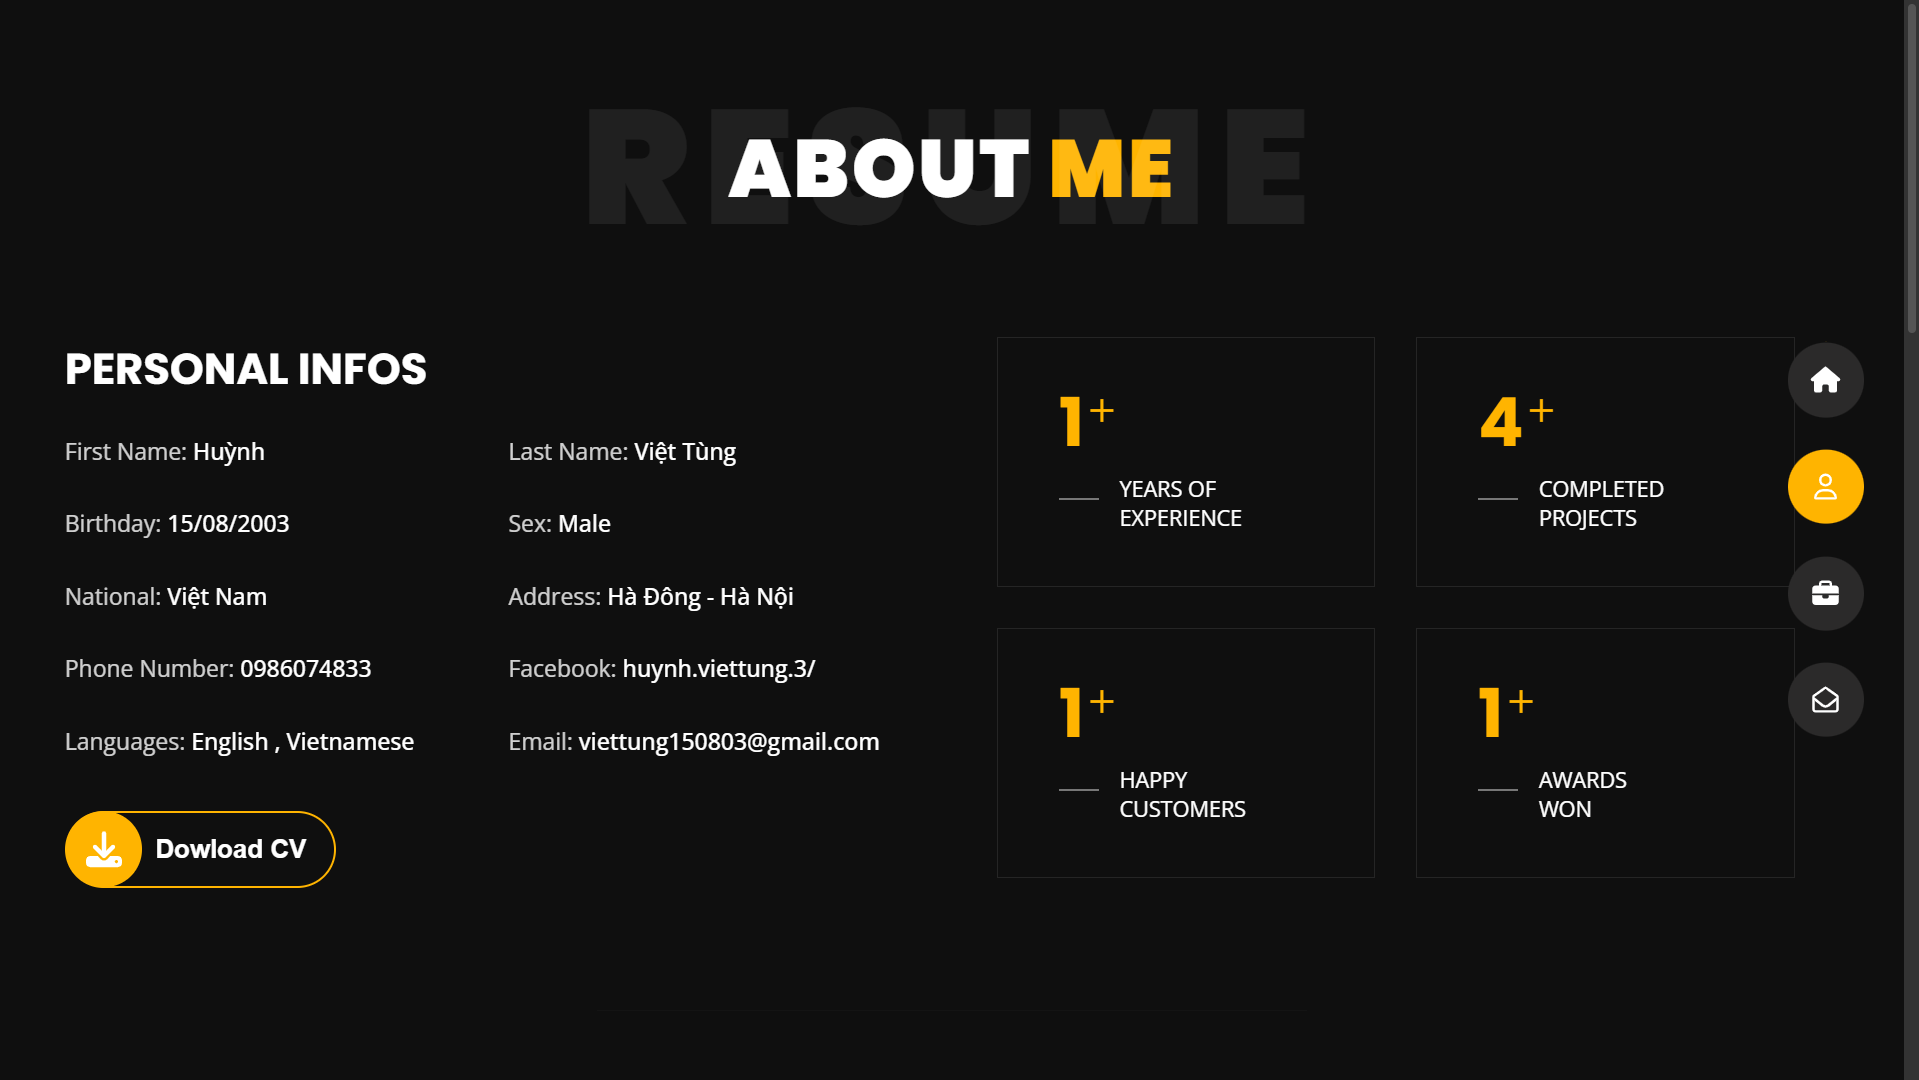 RESUME
ABOUT ME
PERSONAL INFOS
First Name: Huỳnh
Last Name: Việt Tùng
Birthday: 15/08/2003
Sex: Male
National: Việt Nam
Address: Hà Đông - Hà Nội
Phone Number: 0986074833
Facebook: huynh.viettung.3/
Languages: English , Vietnamese
Email: viettung150803@gmail.com
Dowload CV
1+
YEARS OF
EXPERIENCE
4+
COMPLETED
PROJECTS
1+
HAPPY
CUSTOMERS
1+
AWARDS
WON